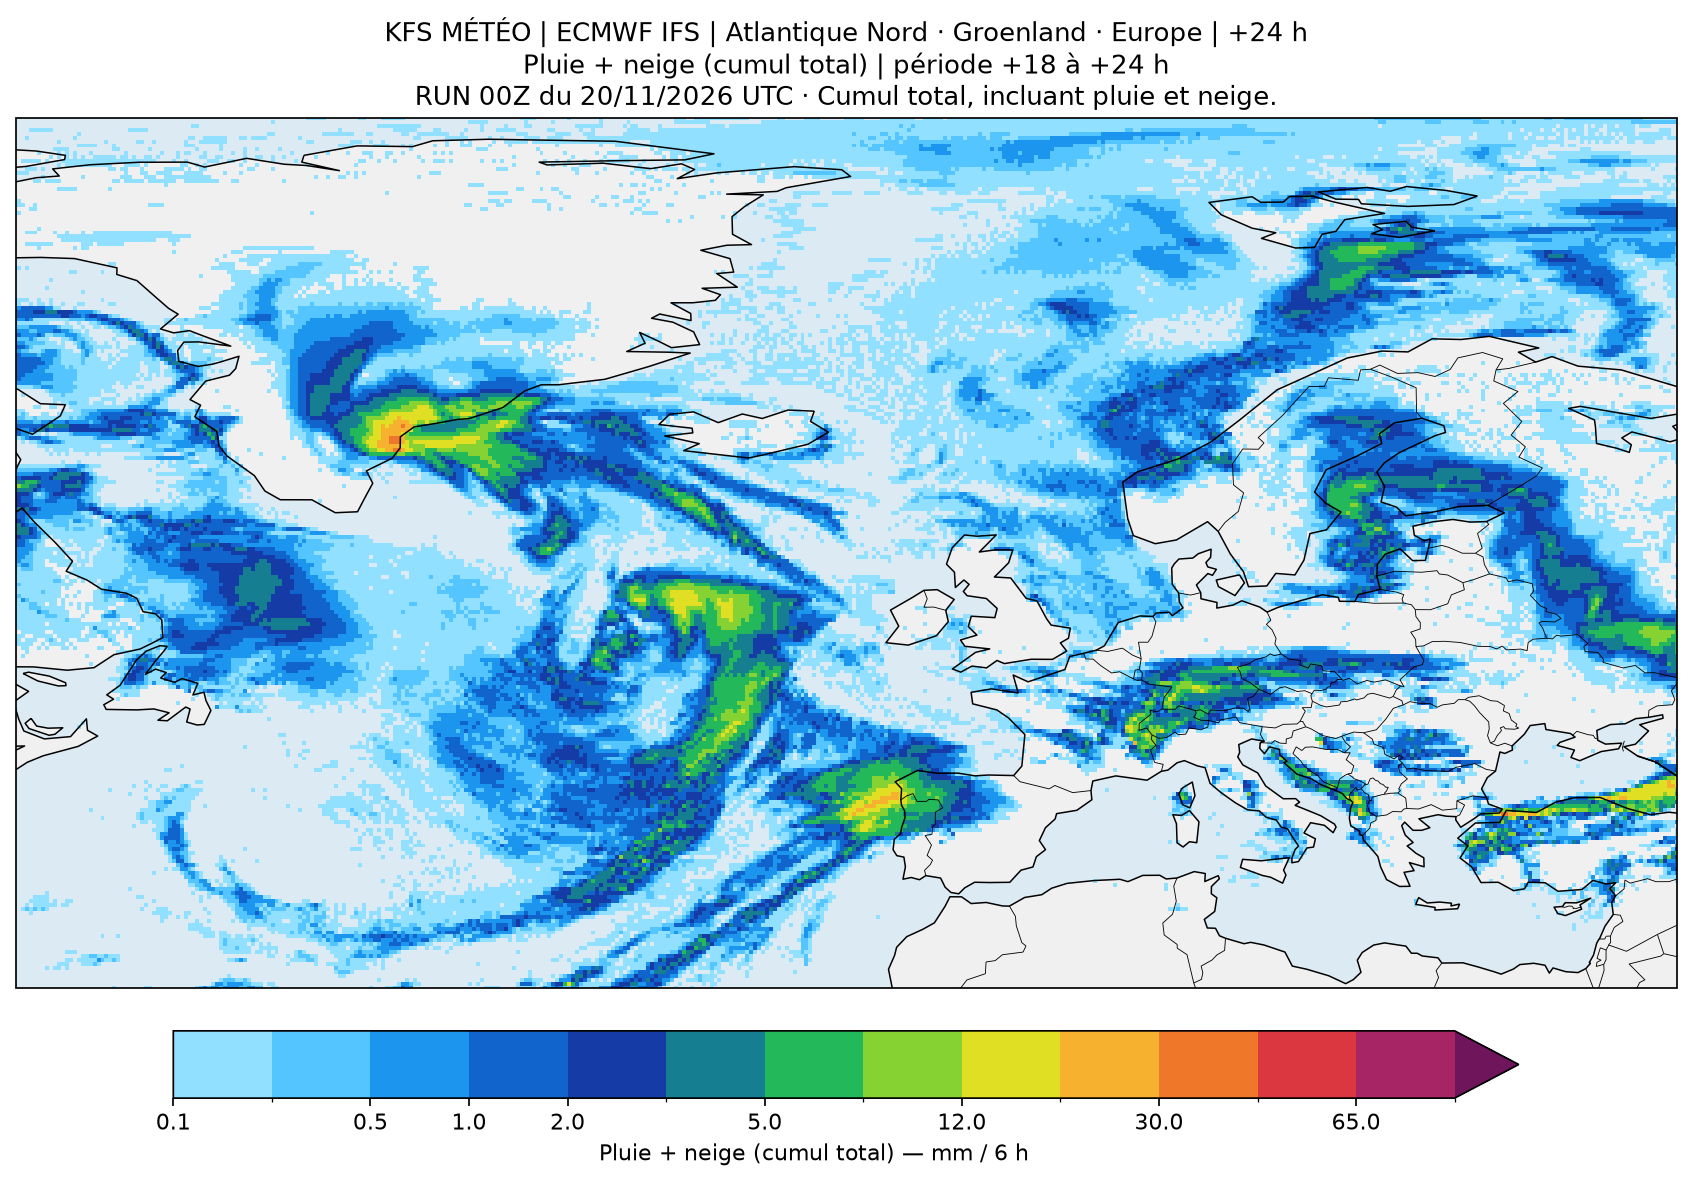 KFS MÉTÉO | ECMWF IFS | Atlantique Nord · Groenland · Europe | +24 h
Pluie + neige (cumul total) | période +18 à +24 h
RUN 00Z du 20/11/2026 UTC · Cumul total, incluant pluie et neige.
0.1 0.5 1.0 2.0 5.0 12.0 30.0 65.0
Pluie + neige (cumul total) — mm / 6 h